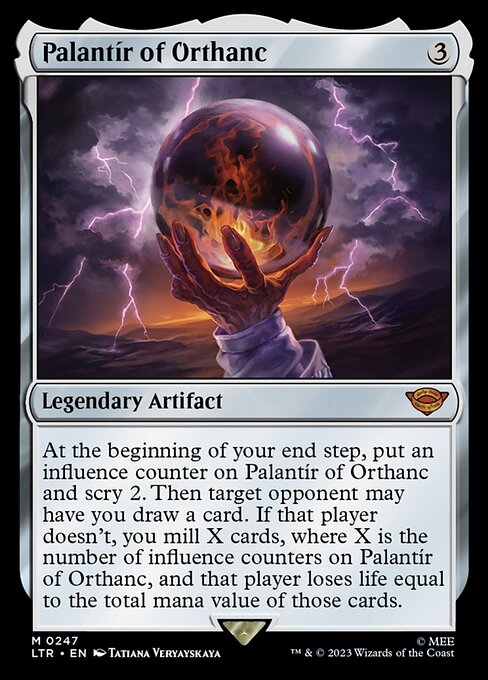 Palantír of Orthanc 3
Legendary Artifact
At the beginning of your end step, put an
influence counter on Palantír of Orthanc
and scry 2. Then target opponent may
have you draw a card. If that player
doesn't, you mill X cards, where X is the
number of influence counters on Palantír
of Orthanc, and that player loses life equal
to the total mana value of those cards.
M 0247
LTR • EN Tatiana Veryayskaya
© MEE
™ & © 2023 Wizards of the Coast